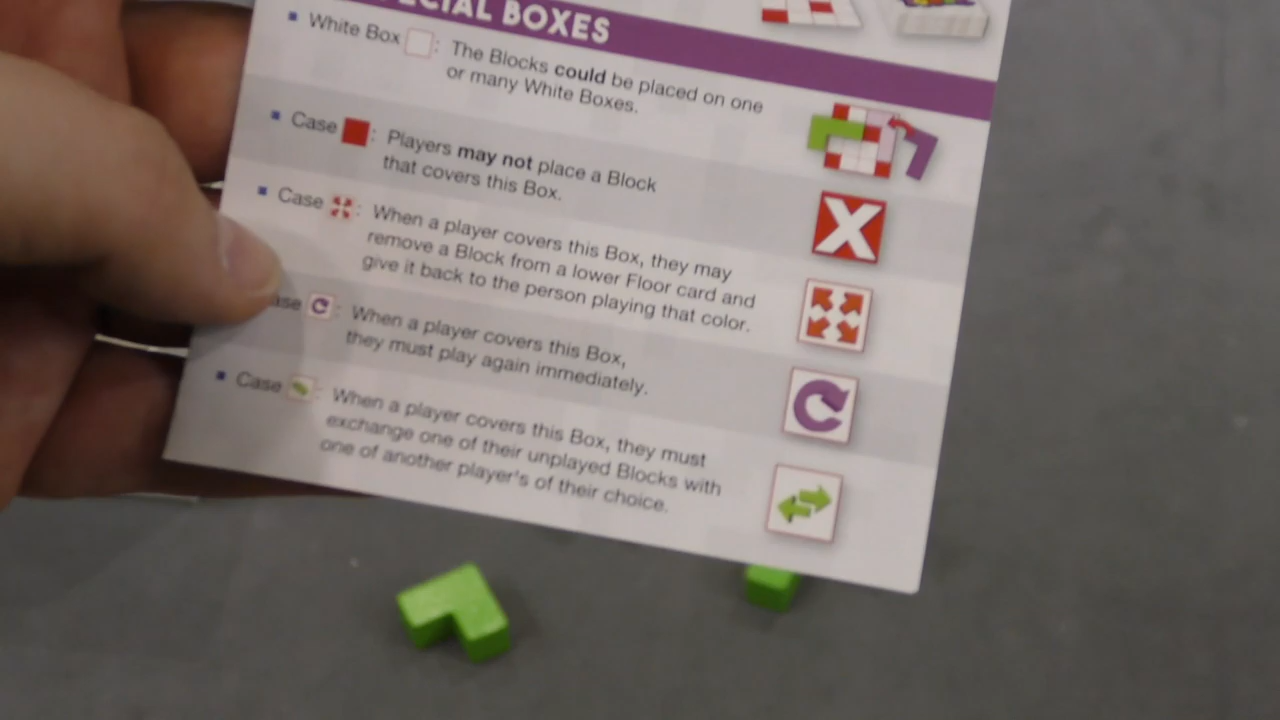 BOXES
White Box : The Blocks could be placed on one
or many White Boxes.
Case : Players may not place a Block
that covers this Box.
Case : When a player covers this Box, they may
remove a Block from a lower Floor card and
give it back to the person playing that color.
ase : When a player covers this Box,
they must play again immediately.
Case : When a player covers this Box, they must
exchange one of their unplayed Blocks with
one of another player's of their choice.
X